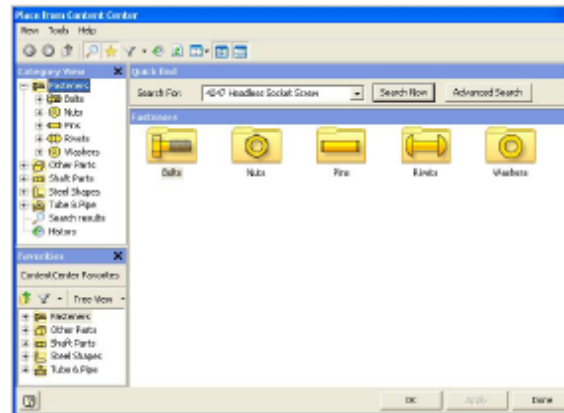 Place from Content Center
View Tools Help
Category View
Fasteners
Bolts
Nuts
Pins
Rivets
Washers
Other Parts
Shaft Parts
Steel Shapes
Tube & Pipe
Search results
History
Favorites
Content Center Favorites
Tree View
Fasteners
Other Parts
Shaft Parts
Steel Shapes
Tube & Pipe
Quick Find
Search For: 4247 Headless Socket Screw Search Now Advanced Search
Fasteners
Bolts Nuts Pins Rivets Washers
OK Apply Done